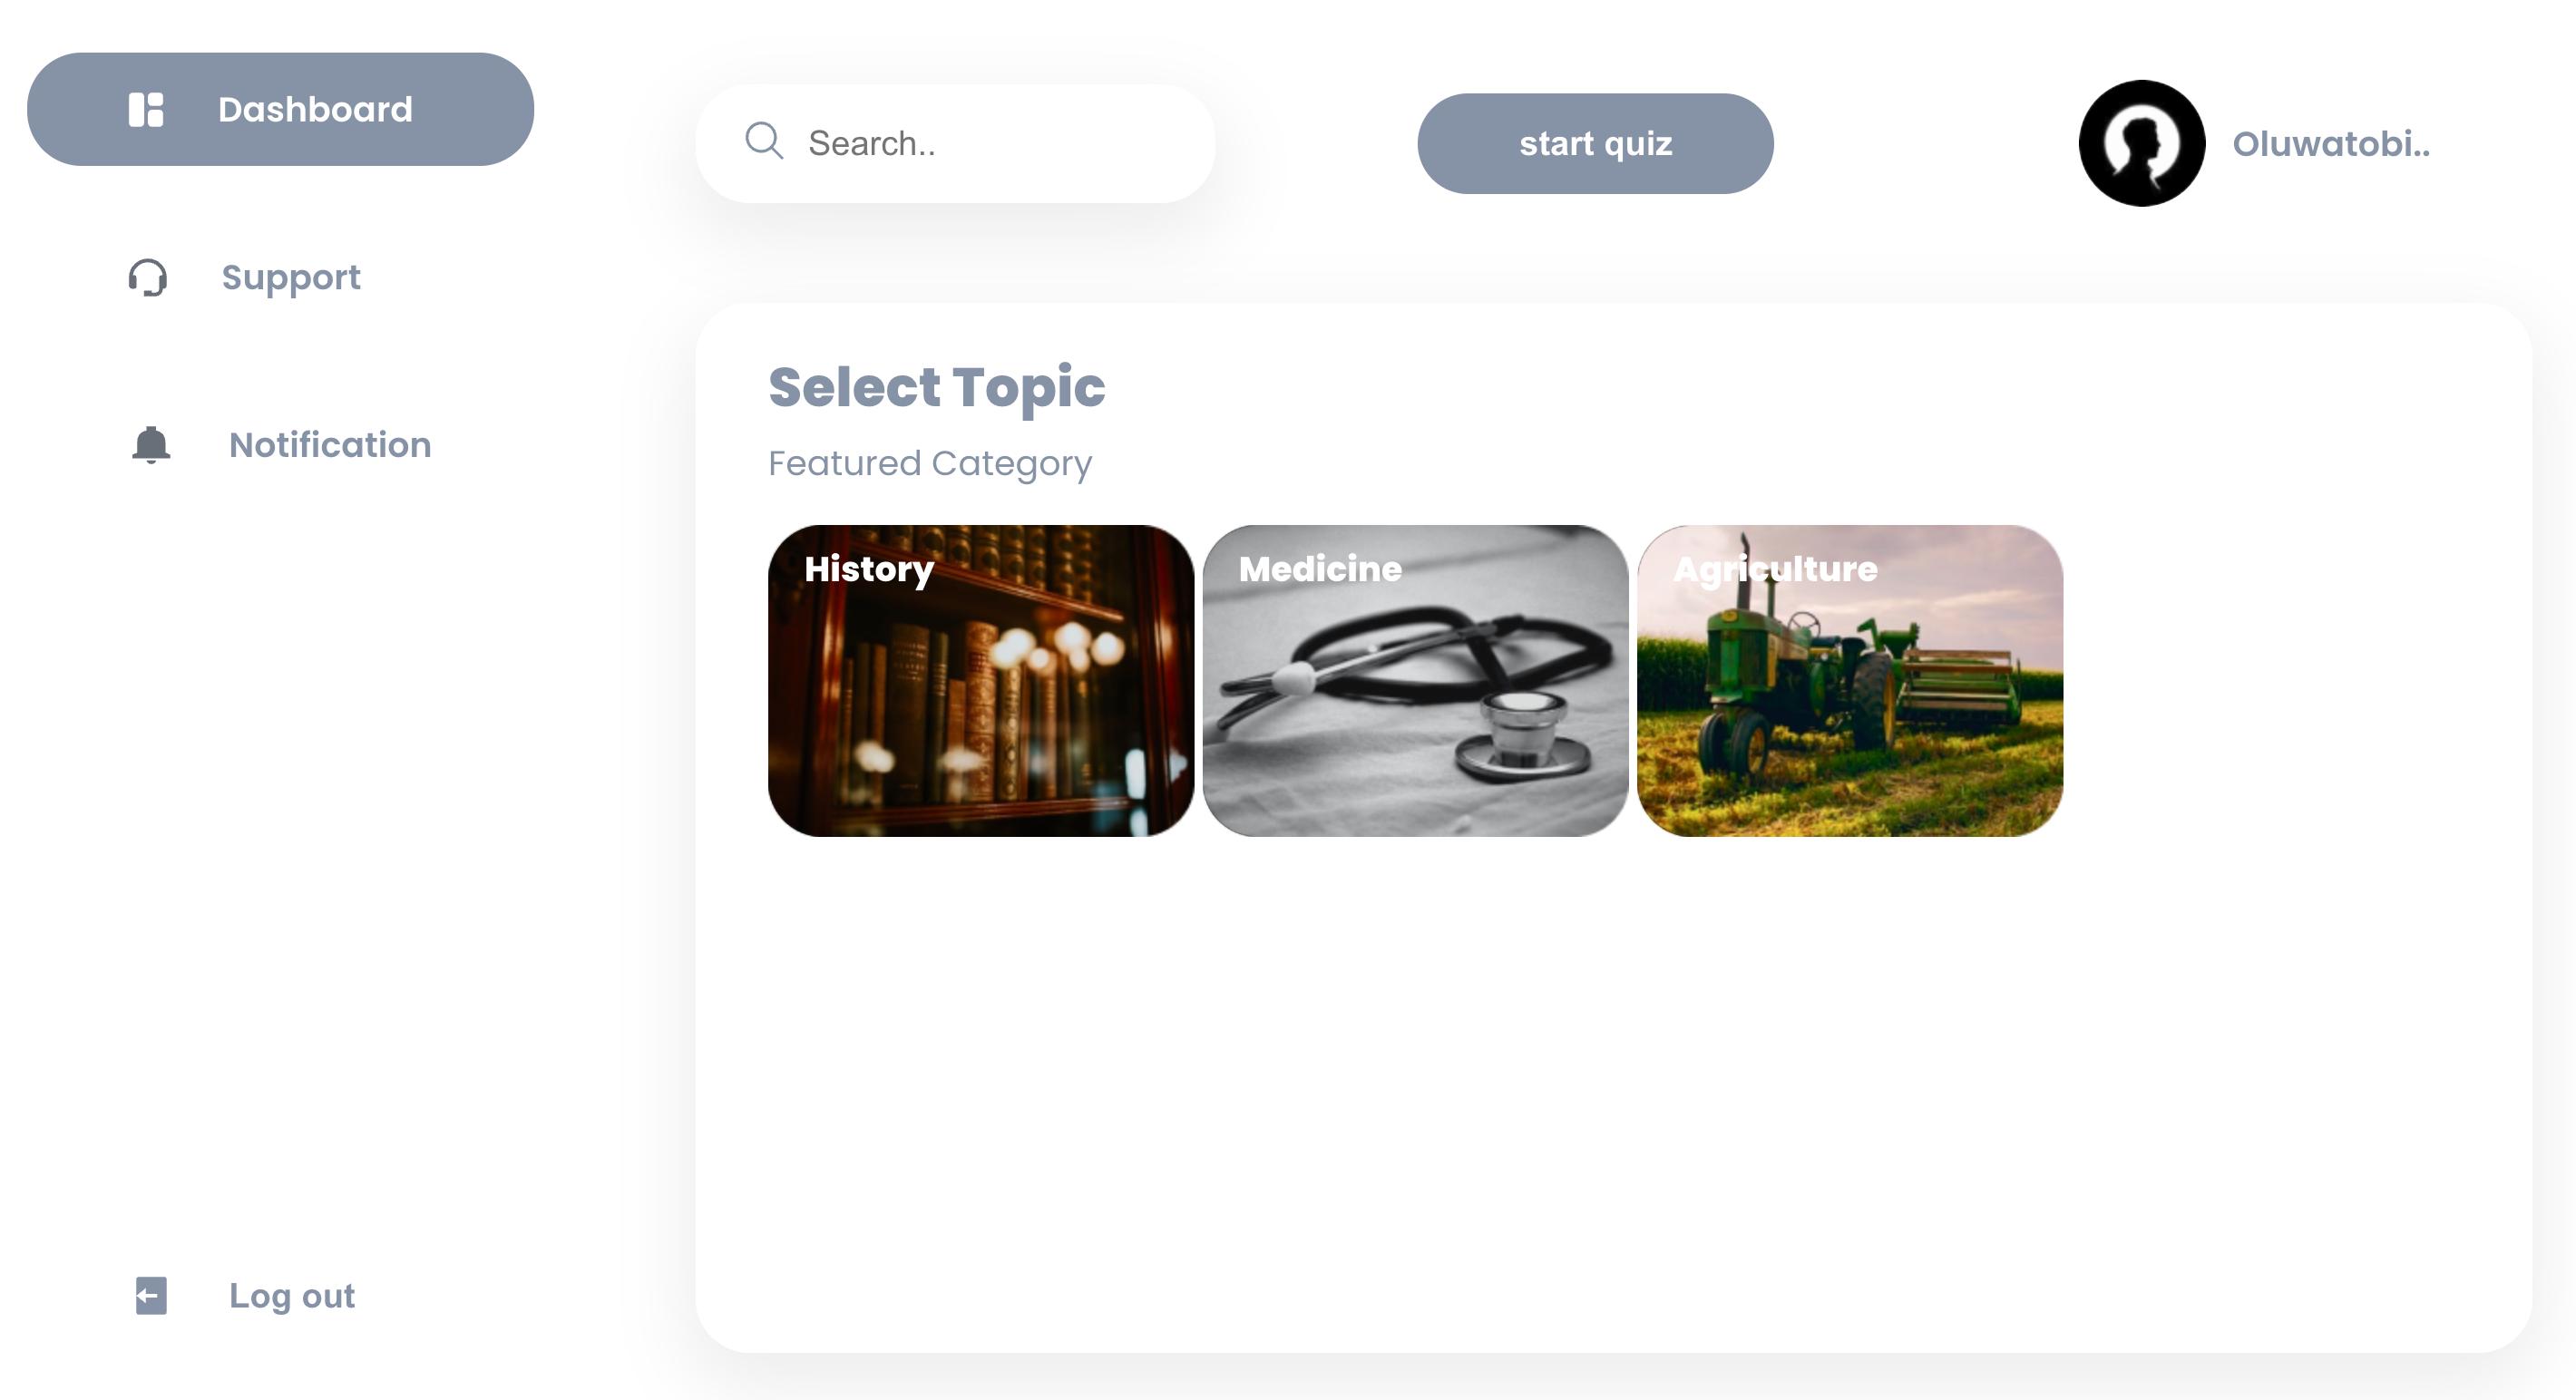 Dashboard
Support
Notification
Log out
Search..
start quiz
Oluwatobi..
Select Topic
Featured Category
History
Medicine
Agriculture